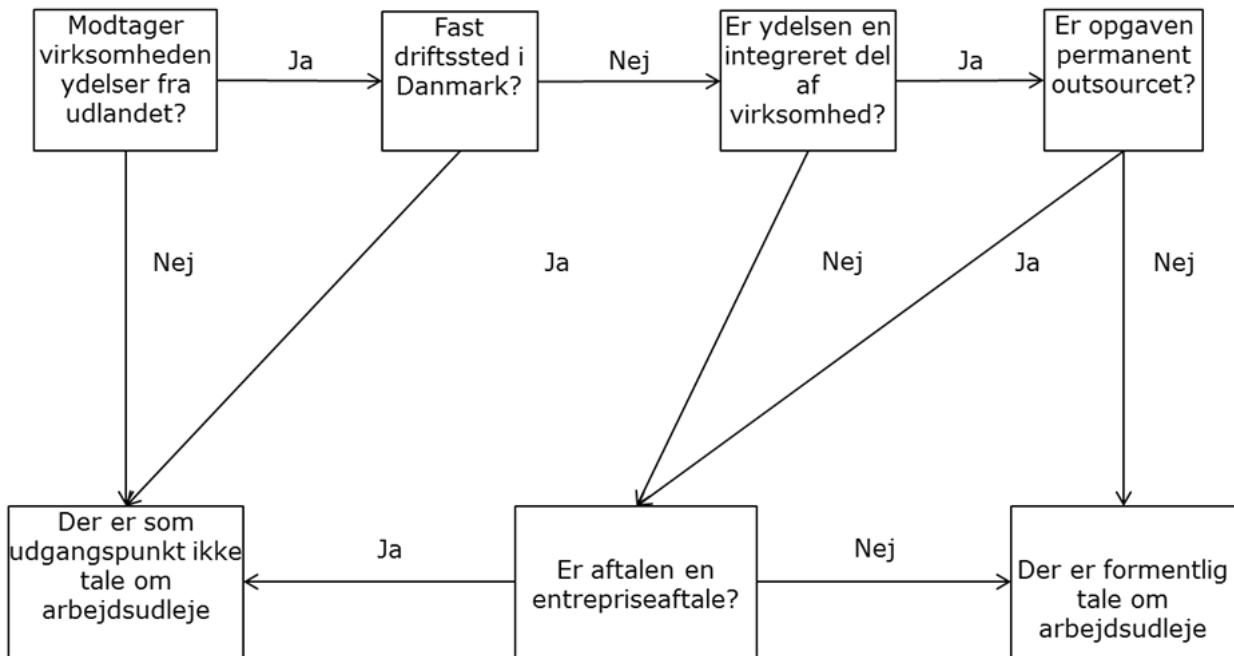 Modtager
virksomheden
ydelser fra
udlandet?
Ja
Fast
driftssted i
Danmark?
Nej
Er ydelsen en
integreret del
af
virksomhed?
Ja
Er opgaven
permanent
outsourcet?
Nej
Ja
Nej
Ja
Nej
Der er som
udgangspunkt ikke
tale om
arbejdsudleje
Ja
Er aftalen en
entrepriseaftale?
Nej
Der er formentlig
tale om
arbejdsudleje